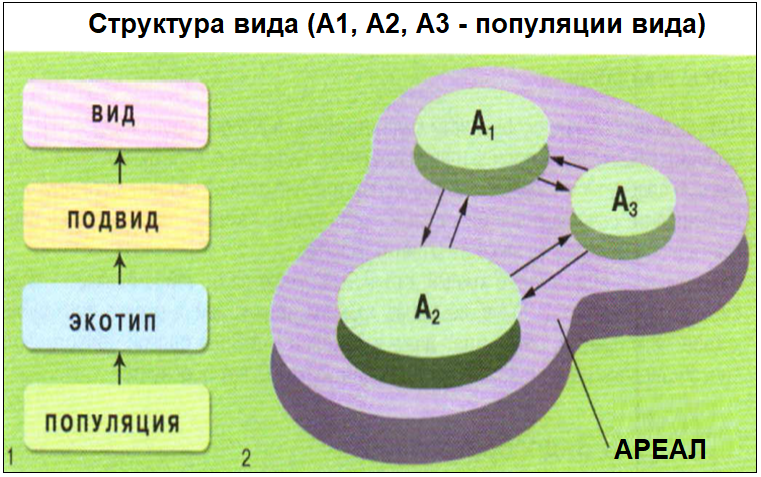 Структура вида (А1, А2, А3 - популяции вида)
ВИД
ПОДВИД
ЭКОТИП
ПОПУЛЯЦИЯ
1
А₁
А₃
А₂
АРЕАЛ
2